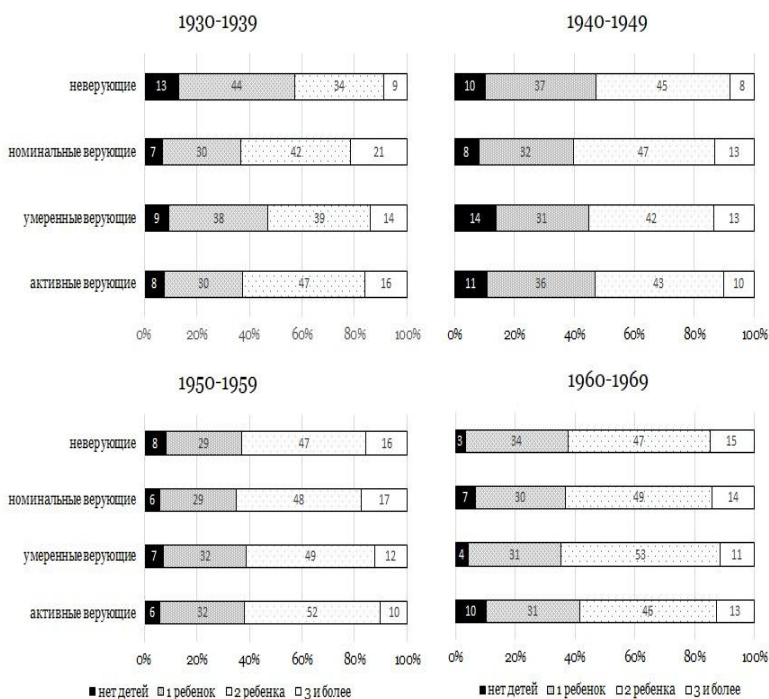 1930-1939
неверующие 13 44 34 9
номинальные верующие 7 30 42 21
умеренные верующие 9 38 39 14
активные верующие 8 30 47 16
0% 20% 40% 60% 80% 100%
1940-1949
10 37 45 8
8 32 47 13
14 31 42 13
11 36 43 10
0% 20% 40% 60% 80% 100%
1950-1959
неверующие 8 29 47 16
номинальные верующие 6 29 48 17
умеренные верующие 7 32 49 12
активные верующие 6 32 52 10
0% 20% 40% 60% 80% 100%
нет детей 1 ребенок 2 ребенка 3 и более
1960-1969
3 34 47 15
7 30 49 14
4 31 53 11
10 31 46 13
0% 20% 40% 60% 80% 100%
нет детей 1 ребенок 2 ребенка 3 и более